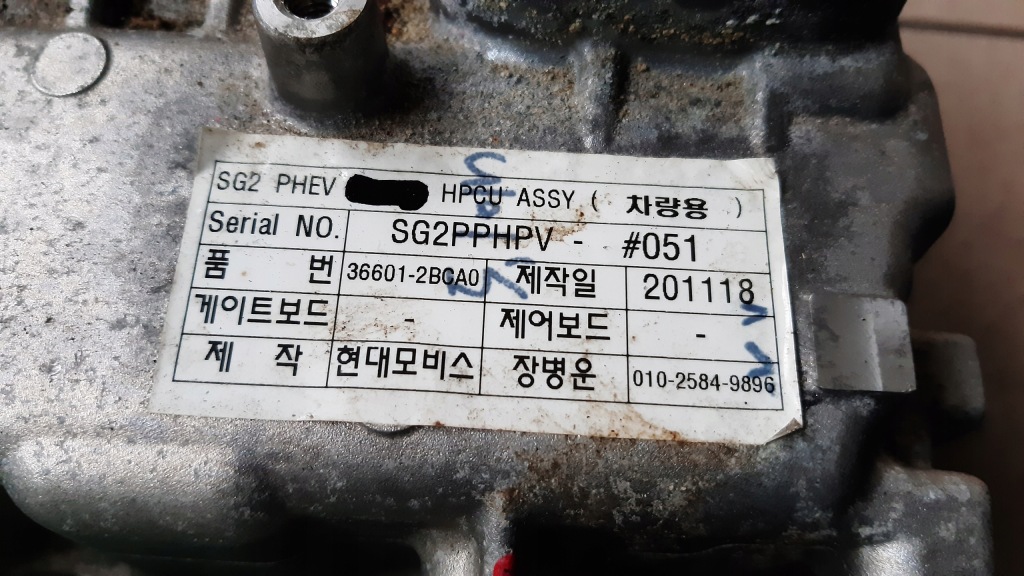 SG2 PHEV HPCU ASSY ( 차량용 )
Serial NO. SG2PPHPV - #051
품 번 36601-2BCA0 제작일 201118
게이트보드 - 제어보드 -
제 작 현대모비스 장병운 010-2584-9896